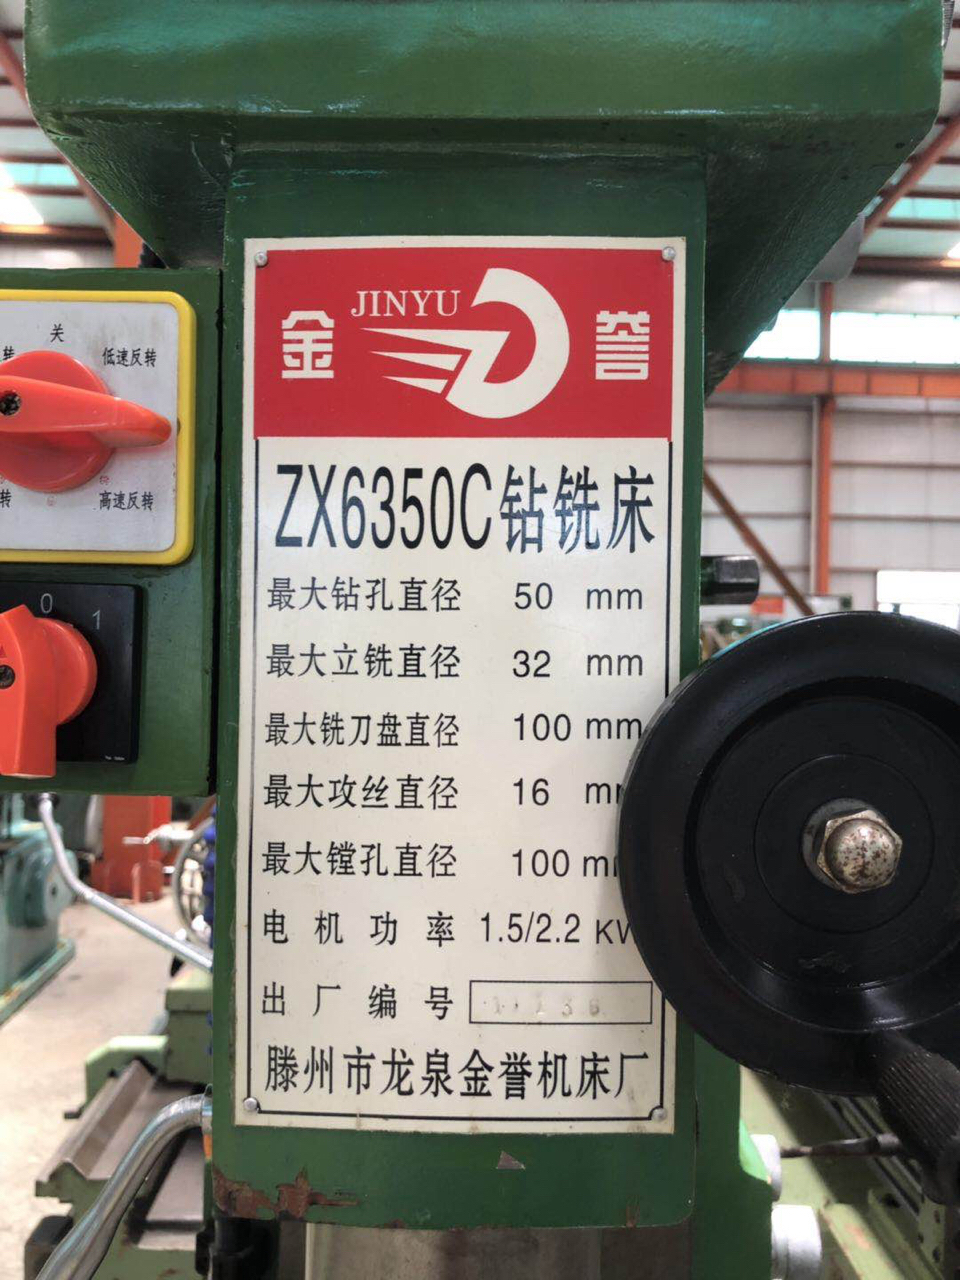 关
转
低速反转
转
高速反转
0
1
金
JINYU
誉
ZX6350C钻铣床
最大钻孔直径 50 mm
最大立铣直径 32 mm
最大铣刀盘直径 100 mm
最大攻丝直径 16 m
最大镗孔直径 100 m
电机功率 1.5/2.2 KW
出厂编号
滕州市龙泉金誉机床厂